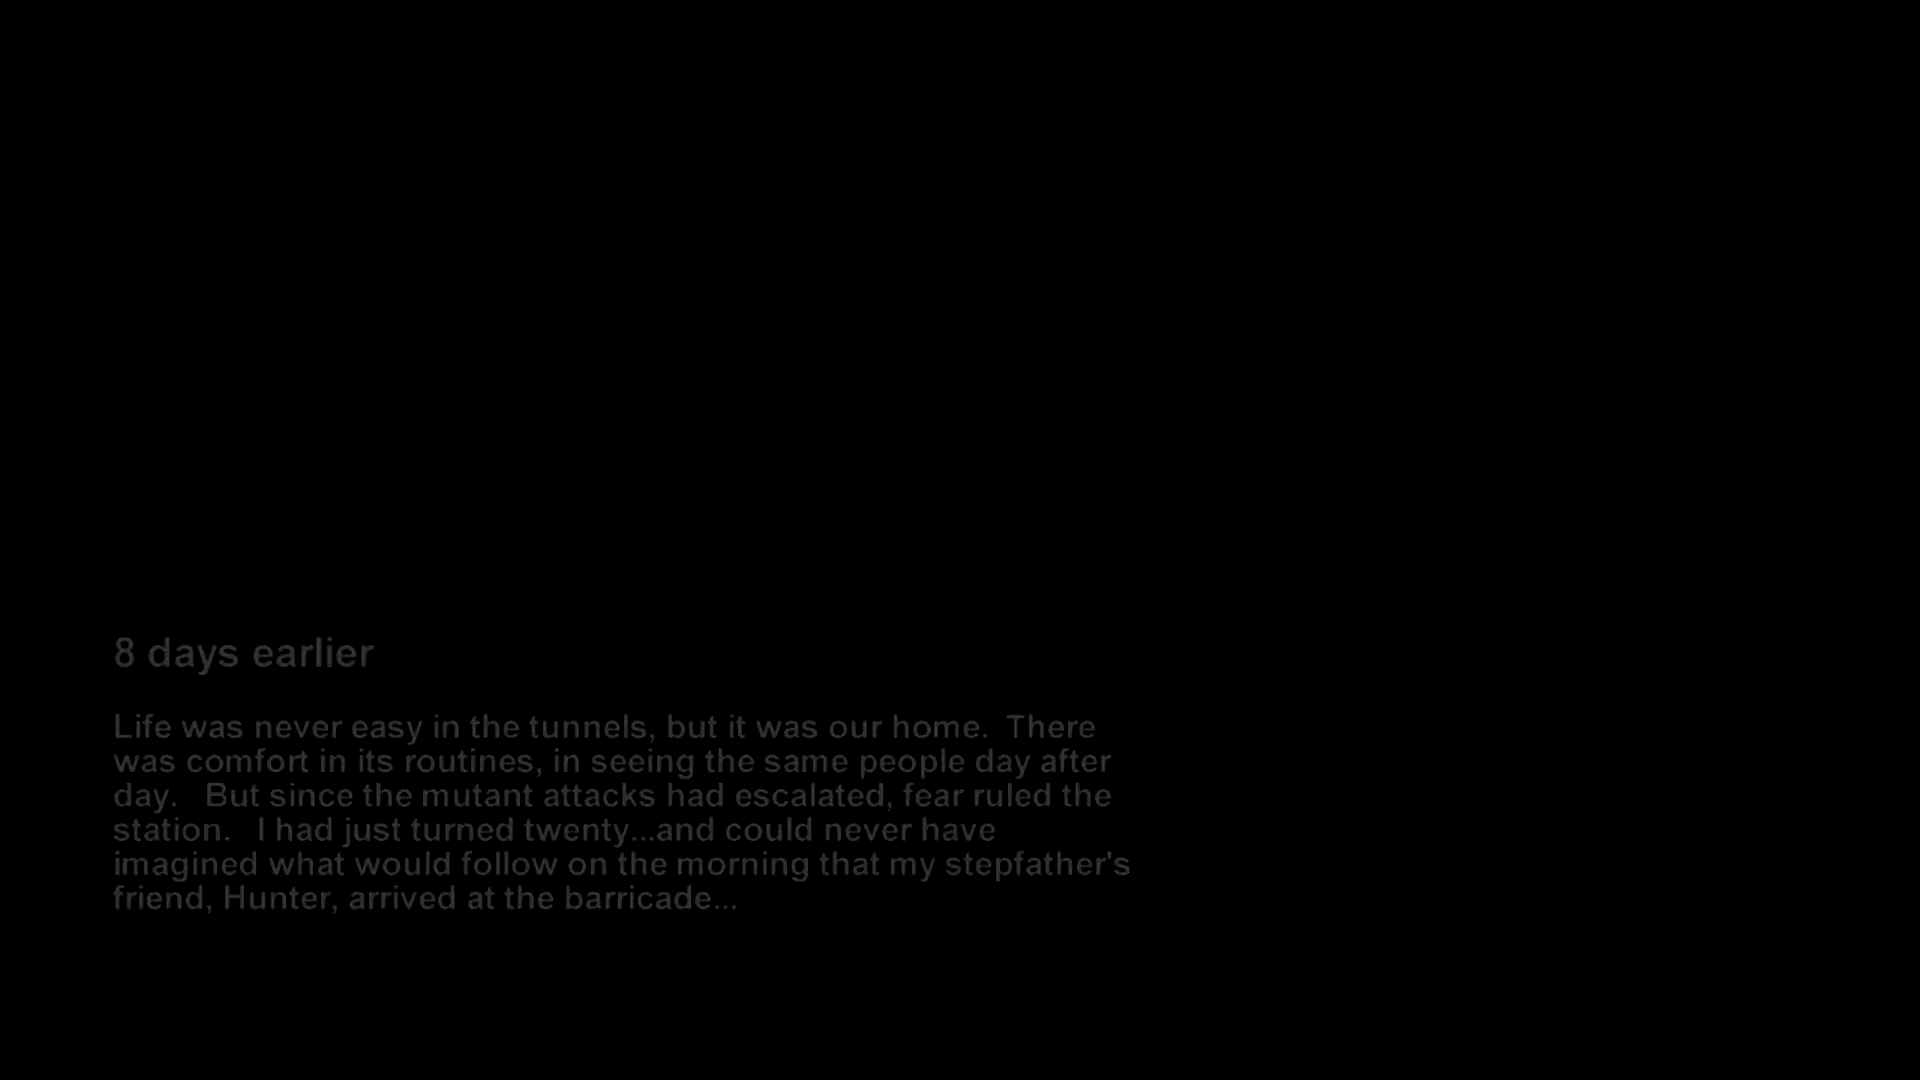 8 days earlier
Life was never easy in the tunnels, but it was our home.  There
was comfort in its routines, in seeing the same people day after
day.   But since the mutant attacks had escalated, fear ruled the
station.   I had just turned twenty...and could never have
imagined what would follow on the morning that my stepfather's
friend, Hunter, arrived at the barricade...